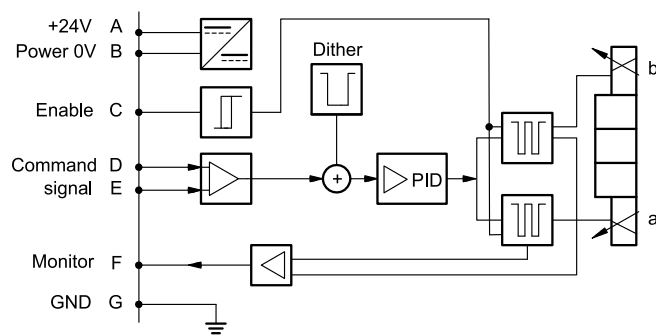 +24V A
Power 0V B
Dither
b
Enable C
Command D
signal E
PID
a
Monitor F
GND G